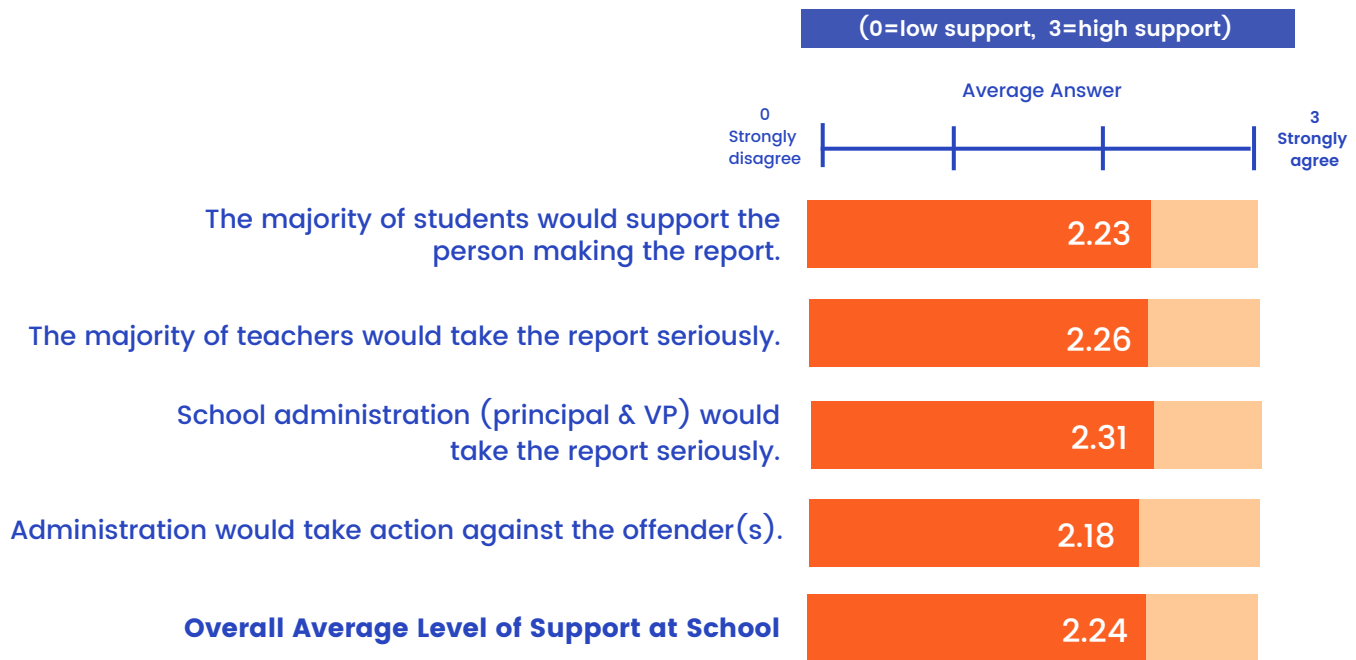 (0=low support, 3=high support)
Average Answer
0
Strongly
disagree
3
Strongly
agree
The majority of students would support the
person making the report.
2.23
The majority of teachers would take the report seriously.
2.26
School administration (principal & VP) would
take the report seriously.
2.31
Administration would take action against the offender(s).
2.18
Overall Average Level of Support at School
2.24